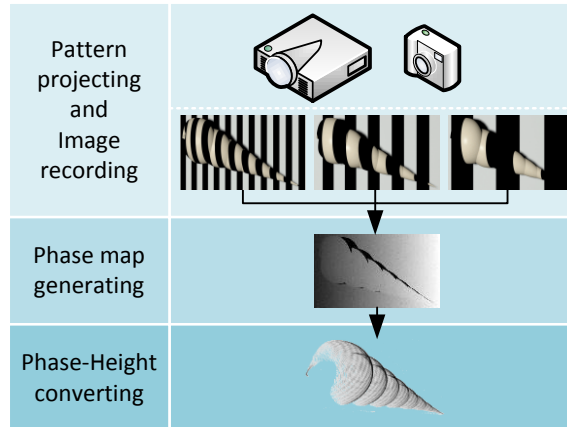 Pattern
projecting
and
Image
recording
Phase map
generating
Phase-Height
converting